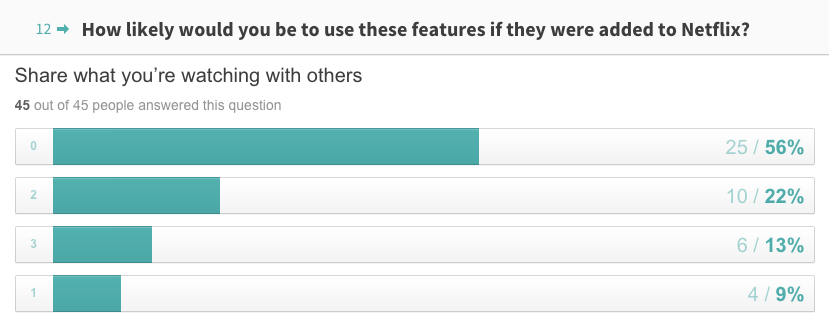 12 → How likely would you be to use these features if they were added to Netflix?
Share what you’re watching with others
45 out of 45 people answered this question
0 25 / 56%
2 10 / 22%
3 6 / 13%
1 4 / 9%